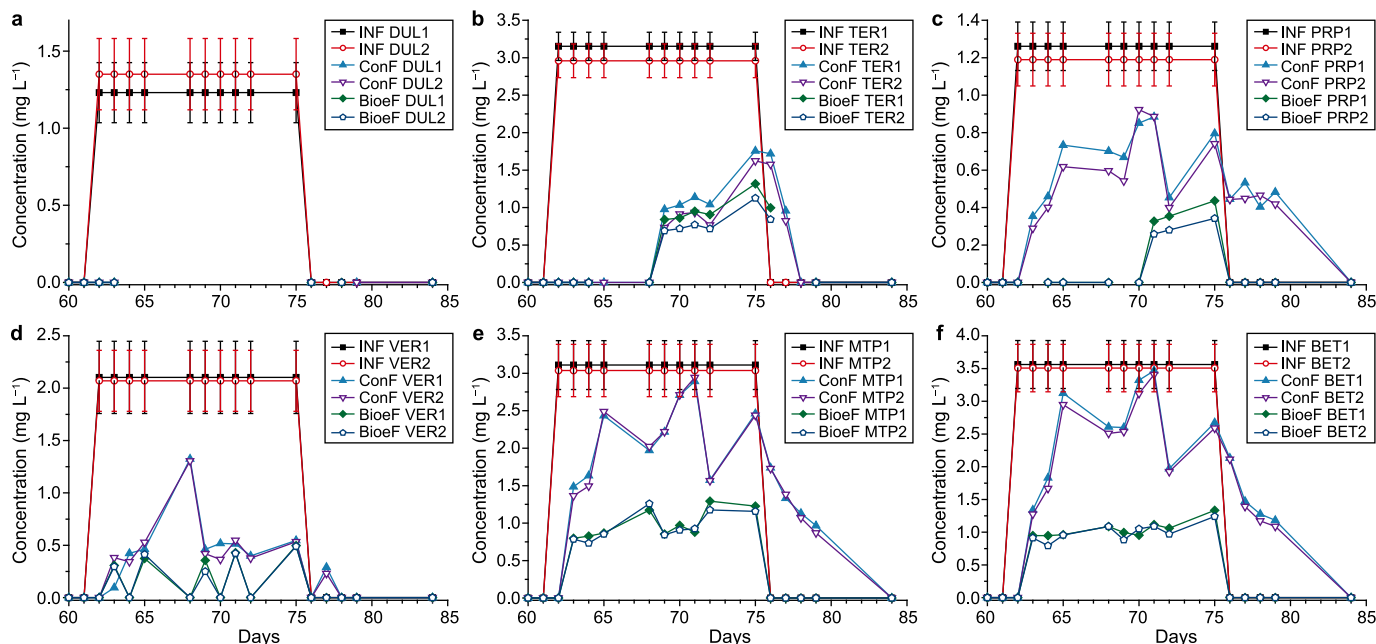 a
Concentration (mg L⁻¹)
1.5
1.0
0.5
0.0
60 65 70 75 80 85
INF DUL1
INF DUL2
ConF DUL1
ConF DUL2
BioeF DUL1
BioeF DUL2
b
Concentration (mg L⁻¹)
3.5
3.0
2.5
2.0
1.5
1.0
0.5
0.0
60 65 70 75 80 85
INF TER1
INF TER2
ConF TER1
ConF TER2
BioeF TER1
BioeF TER2
c
Concentration (mg L⁻¹)
1.4
1.2
1.0
0.8
0.6
0.4
0.2
0.0
60 65 70 75 80 85
INF PRP1
INF PRP2
ConF PRP1
ConF PRP2
BioeF PRP1
BioeF PRP2
d
Concentration (mg L⁻¹)
2.5
2.0
1.5
1.0
0.5
0.0
60 65 70 75 80 85
Days
INF VER1
INF VER2
ConF VER1
ConF VER2
BioeF VER1
BioeF VER2
e
Concentration (mg L⁻¹)
3.5
3.0
2.5
2.0
1.5
1.0
0.5
0.0
60 65 70 75 80 85
Days
INF MTP1
INF MTP2
ConF MTP1
ConF MTP2
BioeF MTP1
BioeF MTP2
f
Concentration (mg L⁻¹)
4.0
3.5
3.0
2.5
2.0
1.5
1.0
0.5
0.0
60 65 70 75 80 85
Days
INF BET1
INF BET2
ConF BET1
ConF BET2
BioeF BET1
BioeF BET2